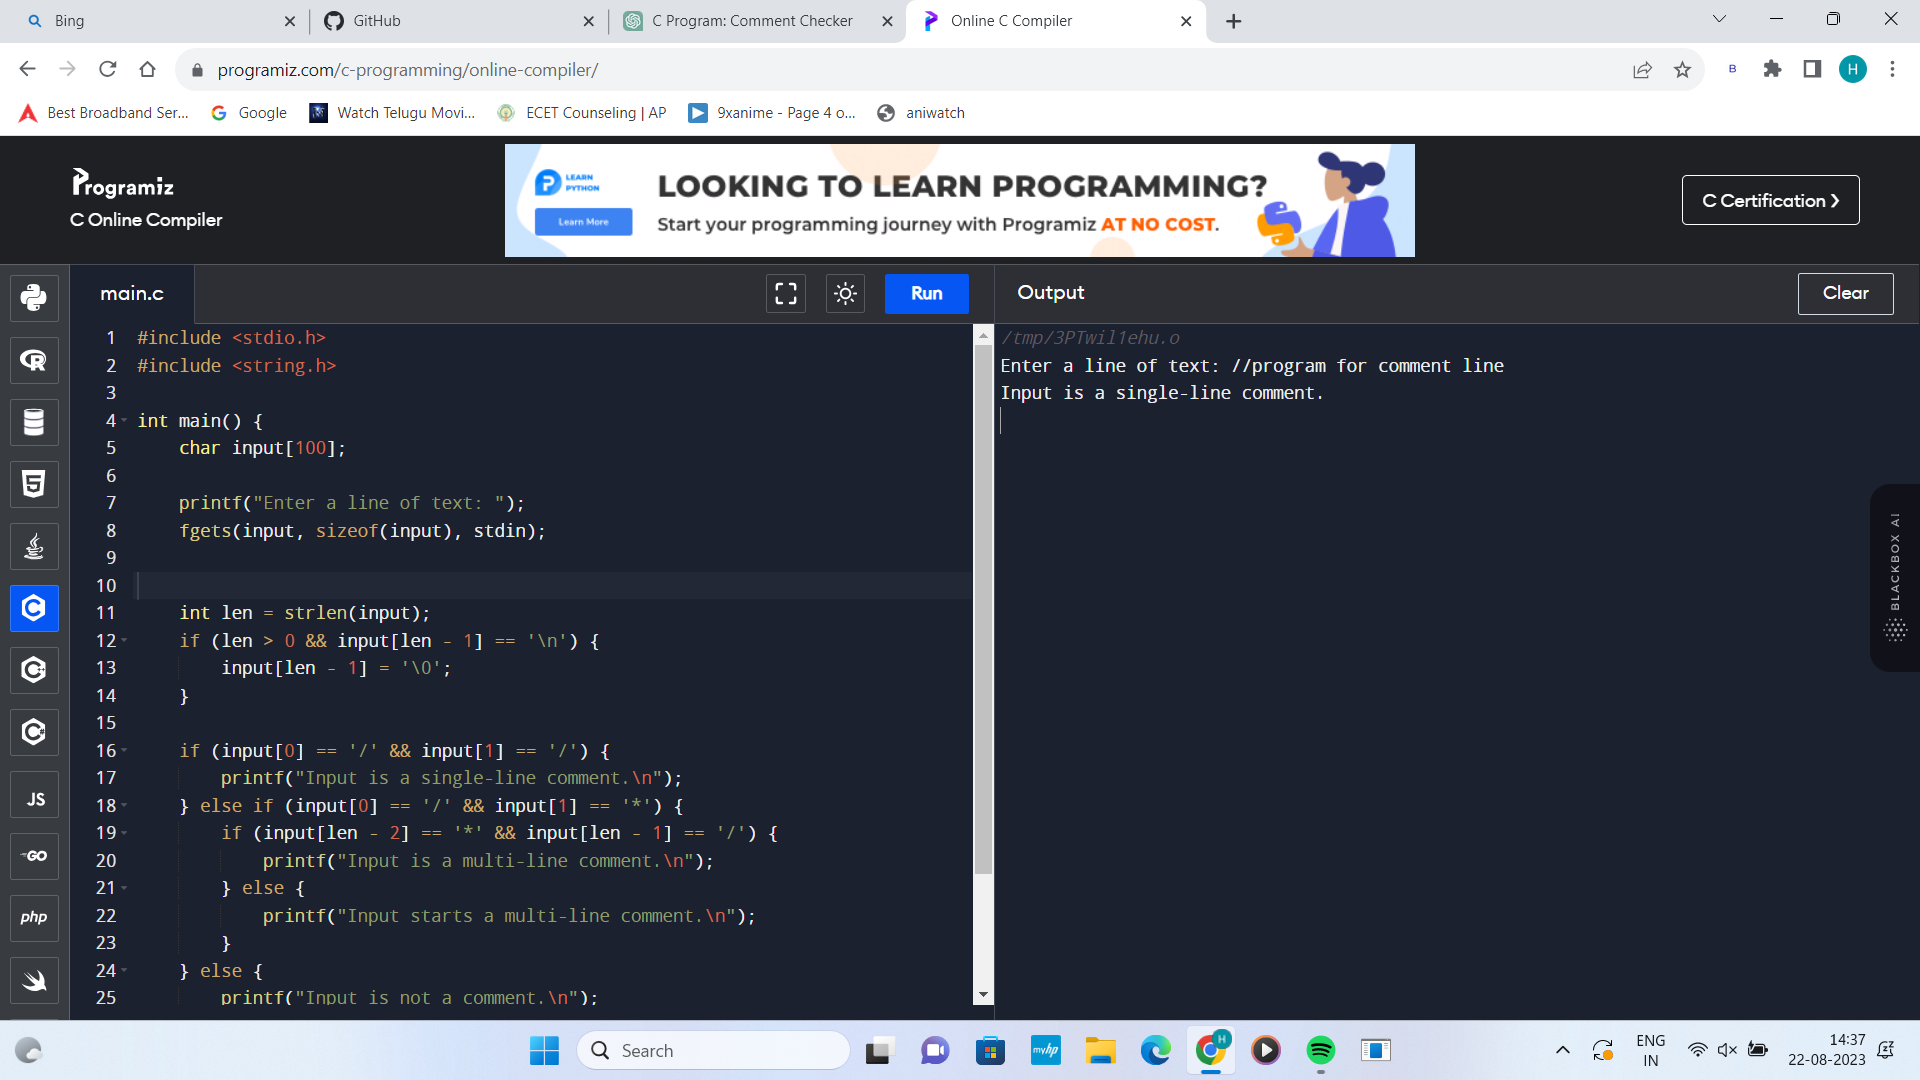 Bing
GitHub
C Program: Comment Checker
Online C Compiler
programiz.com/c-programming/online-compiler/
B
H
Best Broadband Ser...
Google
Watch Telugu Movi...
ECET Counseling | AP
9xanime - Page 4 o...
aniwatch
Programiz
C Online Compiler
LEARN
PYTHON
Learn More
LOOKING TO LEARN PROGRAMMING?
Start your programming journey with Programiz AT NO COST.
C Certification ❯
main.c
Run
Output
Clear
1 #include <stdio.h>
2 #include <string.h>
3
4 int main() {
5     char input[100];
6
7     printf("Enter a line of text: ");
8     fgets(input, sizeof(input), stdin);
9
10
11     int len = strlen(input);
12     if (len > 0 && input[len - 1] == '\n') {
13         input[len - 1] = '\0';
14     }
15
16     if (input[0] == '/' && input[1] == '/') {
17         printf("Input is a single-line comment.\n");
18     } else if (input[0] == '/' && input[1] == '*') {
19         if (input[len - 2] == '*' && input[len - 1] == '/') {
20             printf("Input is a multi-line comment.\n");
21         } else {
22             printf("Input starts a multi-line comment.\n");
23         }
24     } else {
25         printf("Input is not a comment.\n");
/tmp/3PTwil1ehu.o
Enter a line of text: //program for comment line
Input is a single-line comment.
BLACKBOX AI
R
5
C
C
C
JS
GO
php
Search
myhp
H
ENG
IN
14:37
22-08-2023